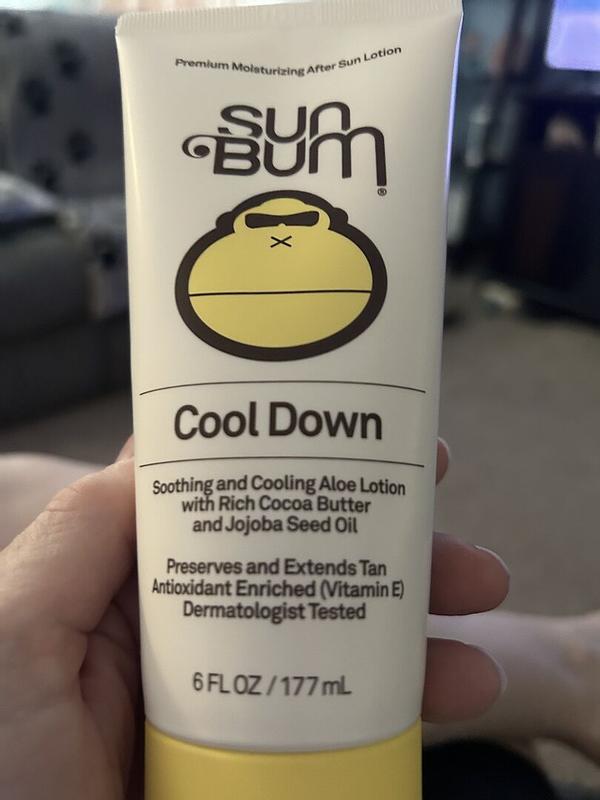 Premium Moisturizing After Sun Lotion
SUN
BUM®
Cool Down
Soothing and Cooling Aloe Lotion
with Rich Cocoa Butter
and Jojoba Seed Oil
Preserves and Extends Tan
Antioxidant Enriched (Vitamin E)
Dermatologist Tested
6 FL OZ / 177 mL